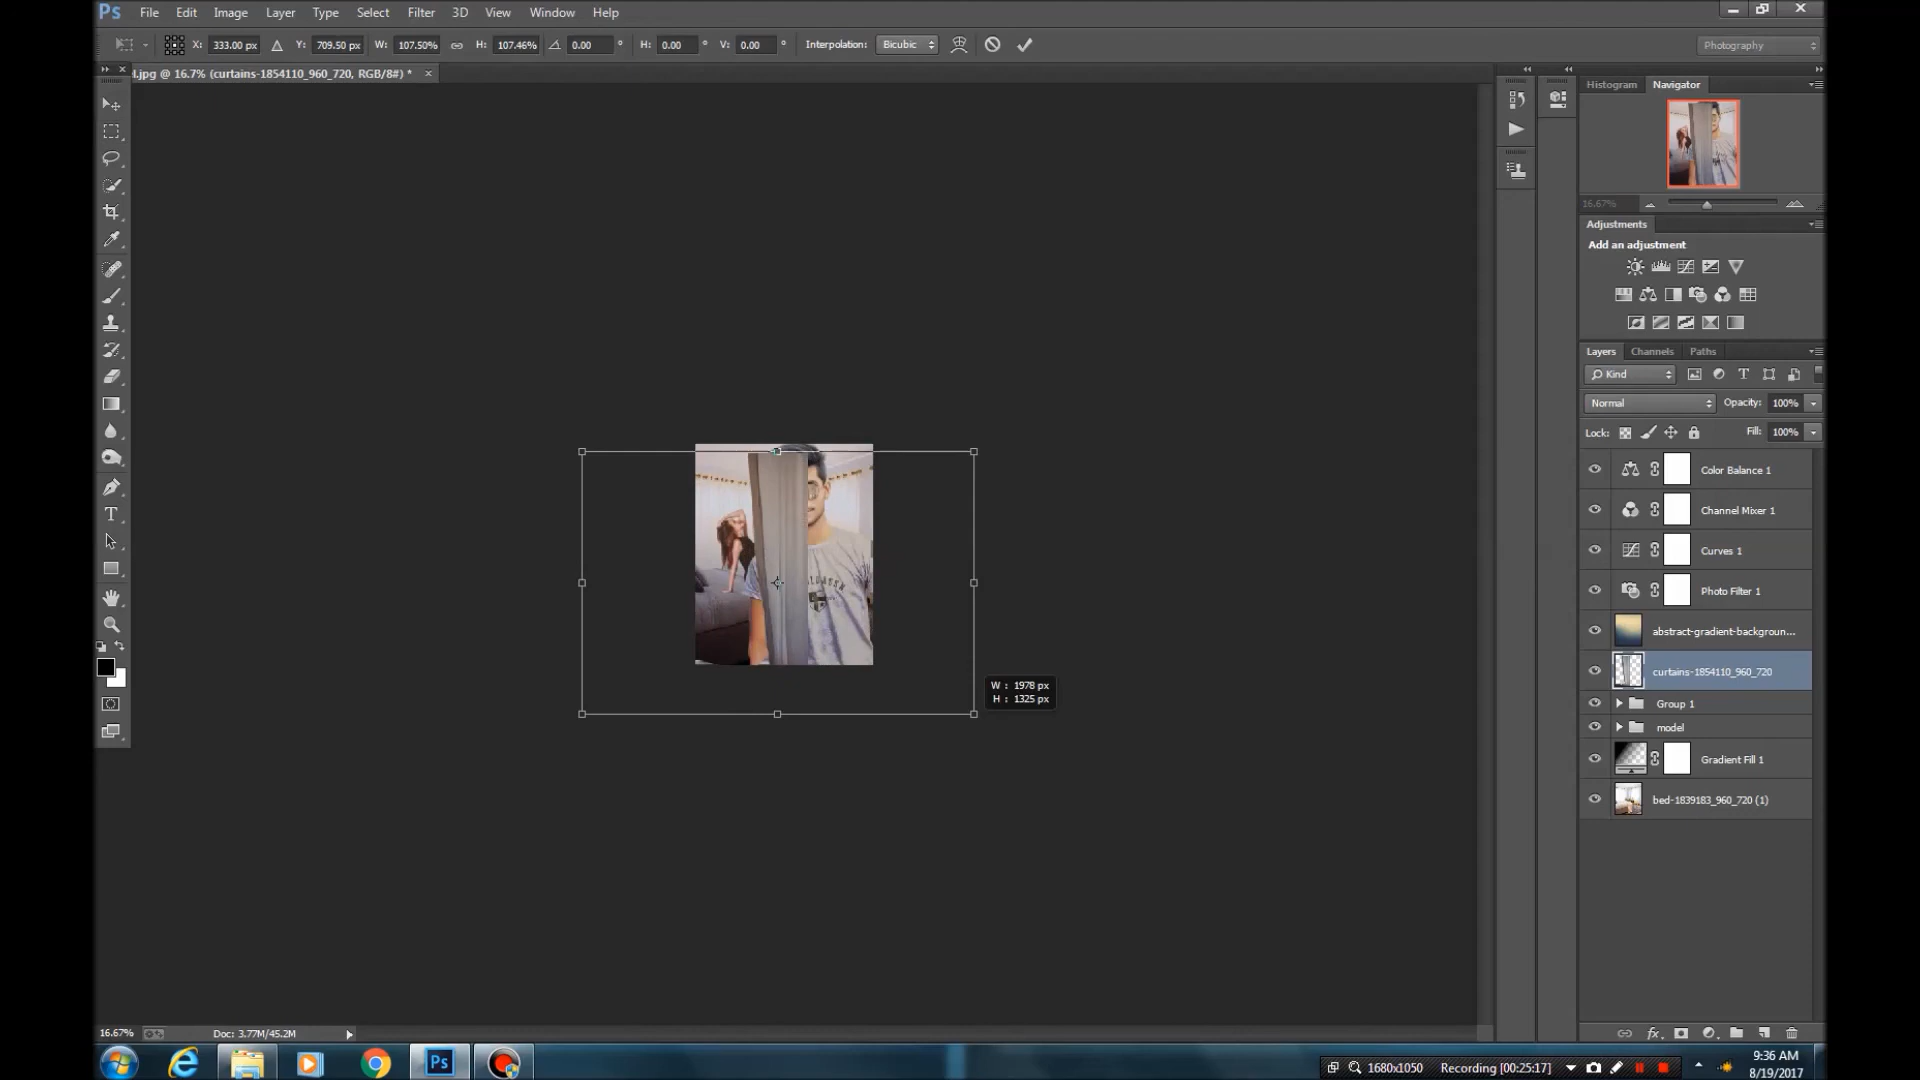 Ps File Edit Image Layer Type Select Filter 3D View Window Help
X: 333.00 px Y: 709.50 px W: 107.50% H: 107.46% 0.00 ° H: 0.00 ° V: 0.00 ° Interpolation: Bicubic Photography
l.jpg @ 16.7% (curtains-1854110_960_720, RGB/8#) * ×
Histogram Navigator
16.67%
Adjustments
Add an adjustment
Layers Channels Paths
Kind
Normal Opacity: 100%
Lock: Fill: 100%
Color Balance 1
Channel Mixer 1
Curves 1
Photo Filter 1
abstract-gradient-backgroun...
curtains-1854110_960_720
Group 1
model
Gradient Fill 1
bed-1839183_960_720 (1)
W : 1978 px
H : 1325 px
16.67% Doc: 3.77M/45.2M
Ps 1680x1050 Recording [00:25:17] 9:36 AM
8/19/2017